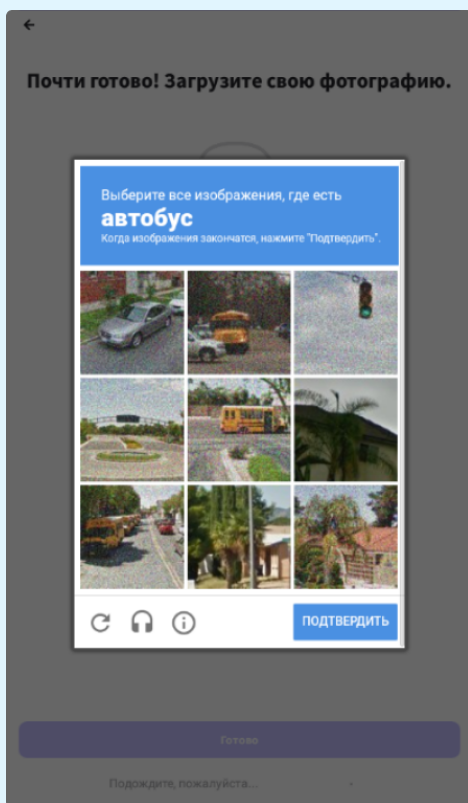 Почти готово! Загрузите свою фотографию.
Выберите все изображения, где есть
автобус
Когда изображения закончатся, нажмите "Подтвердить".
ПОДТВЕРДИТЬ
Готово
Подождите, пожалуйста...